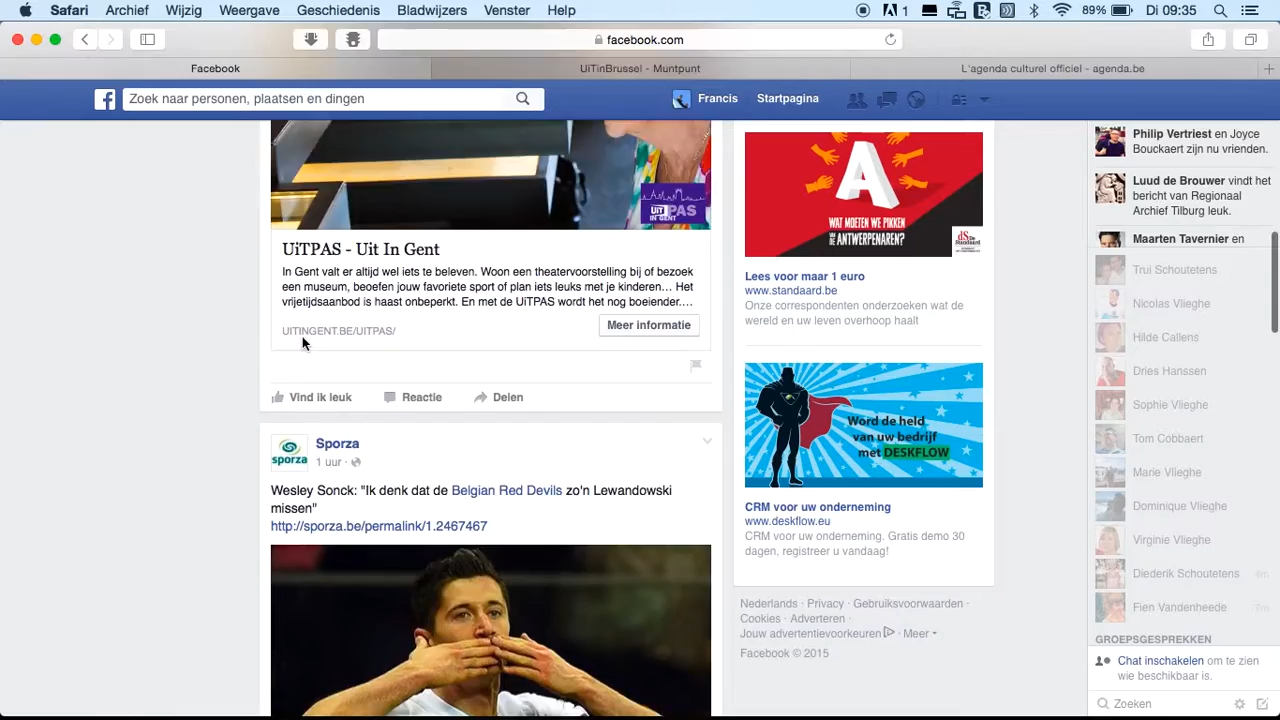 Safari Archief Wijzig Weergave Geschiedenis Bladwijzers Venster Help 1 89% Di 09:35
facebook.com
Facebook UiTinBrussel - Muntpunt L'agenda culturel officiel - agenda.be
Zoek naar personen, plaatsen en dingen Francis Startpagina
UiT PAS
IN GENT
UiTPAS - Uit In Gent
In Gent valt er altijd wel iets te beleven. Woon een theatervoorstelling bij of bezoek
een museum, beoefen jouw favoriete sport of plan iets leuks met je kinderen… Het
vrijetijdsaanbod is haast onbeperkt. En met de UiTPAS wordt het nog boeiender.…
UITINGENT.BE/UITPAS/
Meer informatie
Vind ik leuk Reactie Delen
Sporza
sporza
1 uur ·
Wesley Sonck: "Ik denk dat de Belgian Red Devils zo'n Lewandowski
missen"
http://sporza.be/permalink/1.2467467
A
WAT MOETEN WE PIKKEN
VAN DE ANTWERPENAREN?
dS De
Standaard
Lees voor maar 1 euro
www.standaard.be
Onze correspondenten onderzoeken wat de
wereld en uw leven overhoop haalt
Word de held
van uw bedrijf
met DESKFLOW
CRM voor uw onderneming
www.deskflow.eu
CRM voor uw onderneming. Gratis demo 30
dagen, registreer u vandaag!
Nederlands · Privacy · Gebruiksvoorwaarden ·
Cookies · Adverteren ·
Jouw advertentievoorkeuren · Meer
Facebook © 2015
Philip Vertriest en Joyce
Bouckaert zijn nu vrienden.
Luud de Brouwer vindt het
bericht van Regionaal
Archief Tilburg leuk.
Maarten Tavernier en
Trui Schoutetens
Nicolas Vlieghe
Hilde Callens
Dries Hanssen
Sophie Vlieghe
Tom Cobbaert
Marie Vlieghe
Dominique Vlieghe
Virginie Vlieghe
Diederik Schoutetens
Fien Vandenheede
GROEPSGESPREKKEN
Chat inschakelen om te zien
wie beschikbaar is.
Zoeken